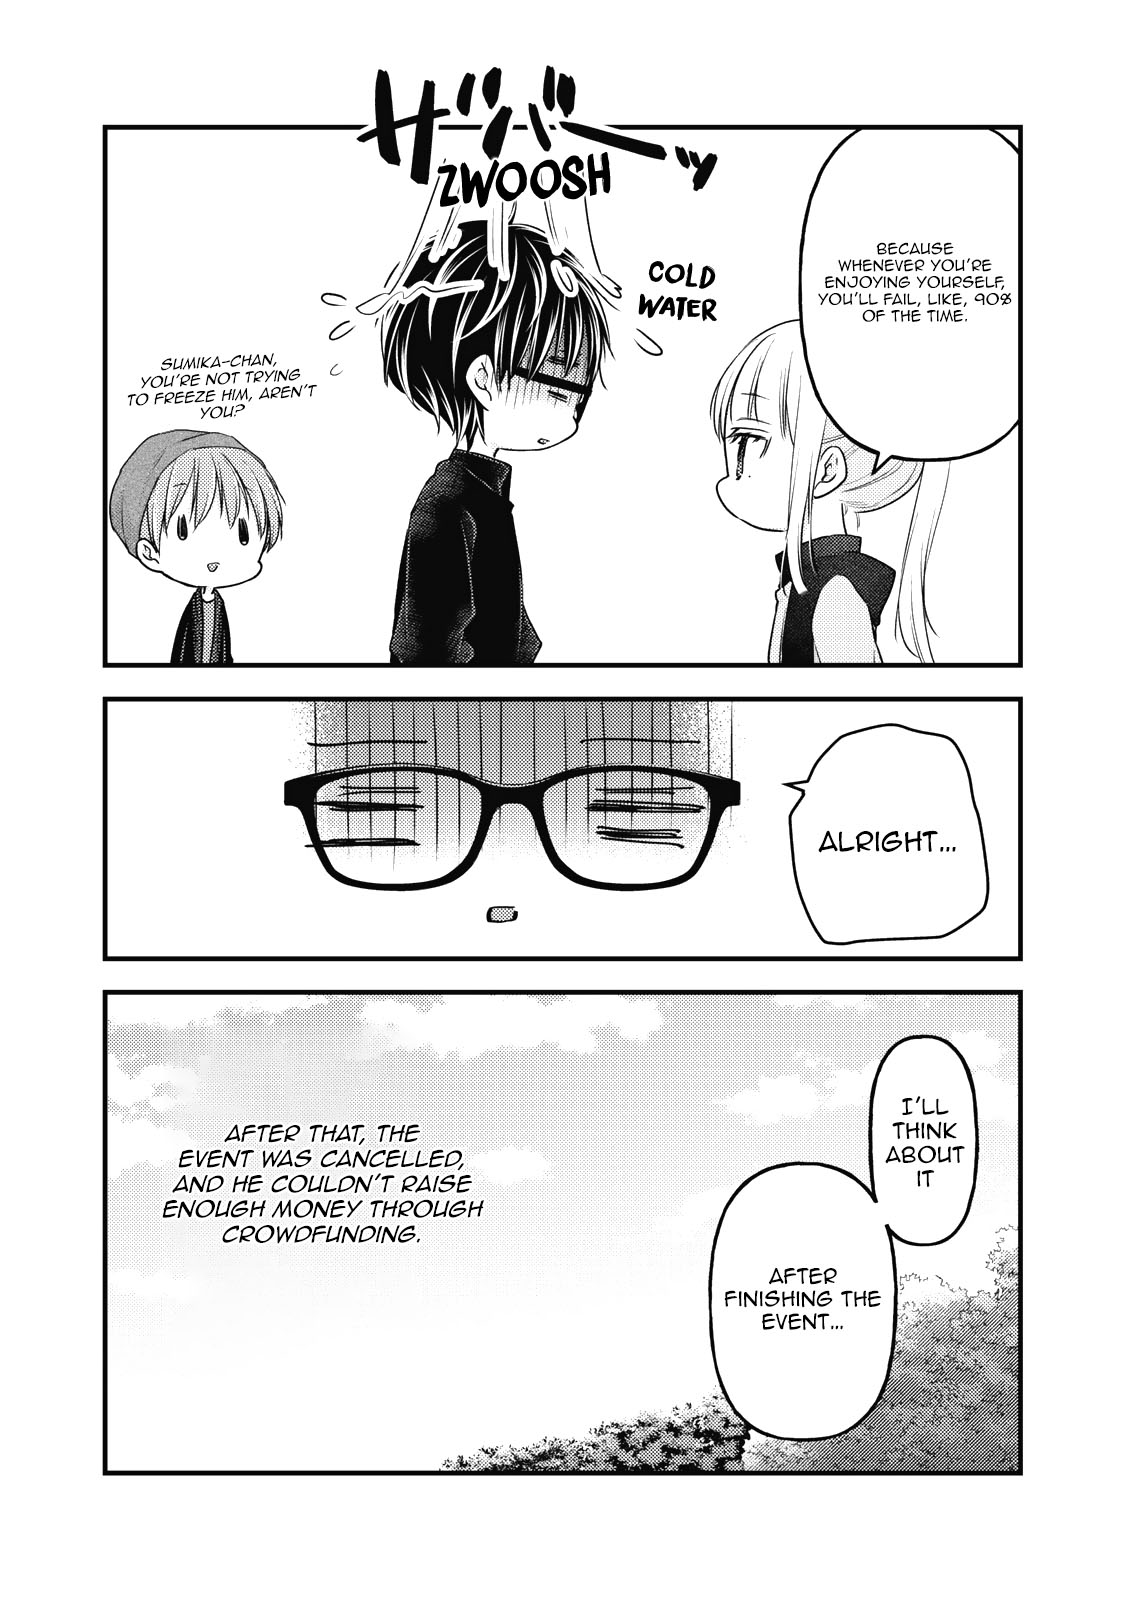 ザバーッ
ZWOOSH
BECAUSE
WHENEVER YOU'RE
ENJOYING YOURSELF,
YOU'LL FAIL, LIKE, 90%
OF THE TIME.
COLD
WATER
SUMIKA-CHAN,
YOU'RE NOT TRYING
TO FREEZE HIM, AREN'T
YOU?
ALRIGHT...
I'LL
THINK
ABOUT
IT
AFTER
FINISHING THE
EVENT...
AFTER THAT, THE
EVENT WAS CANCELLED,
AND HE COULDN'T RAISE
ENOUGH MONEY THROUGH
CROWDFUNDING.